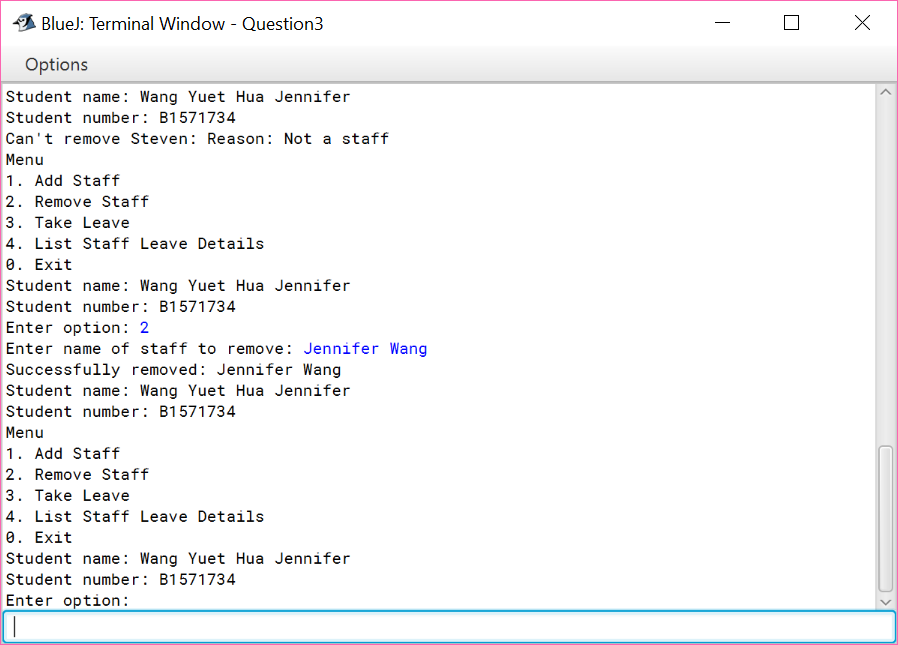 BlueJ: Terminal Window - Question3
Options
Student name: Wang Yuet Hua Jennifer
Student number: B1571734
Can't remove Steven: Reason: Not a staff
Menu
1. Add Staff
2. Remove Staff
3. Take Leave
4. List Staff Leave Details
0. Exit
Student name: Wang Yuet Hua Jennifer
Student number: B1571734
Enter option: 2
Enter name of staff to remove: Jennifer Wang
Successfully removed: Jennifer Wang
Student name: Wang Yuet Hua Jennifer
Student number: B1571734
Menu
1. Add Staff
2. Remove Staff
3. Take Leave
4. List Staff Leave Details
0. Exit
Student name: Wang Yuet Hua Jennifer
Student number: B1571734
Enter option: